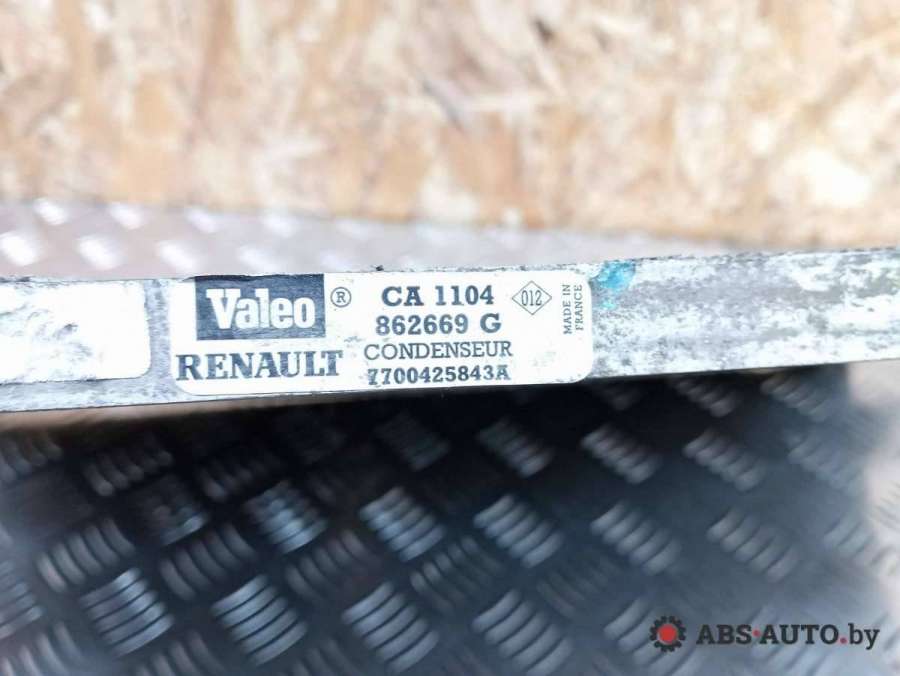 Valeo ® CA 1104 012
862669 G
RENAULT CONDENSEUR
7700425843A
MADE IN
FRANCE
ABS-AUTO.by